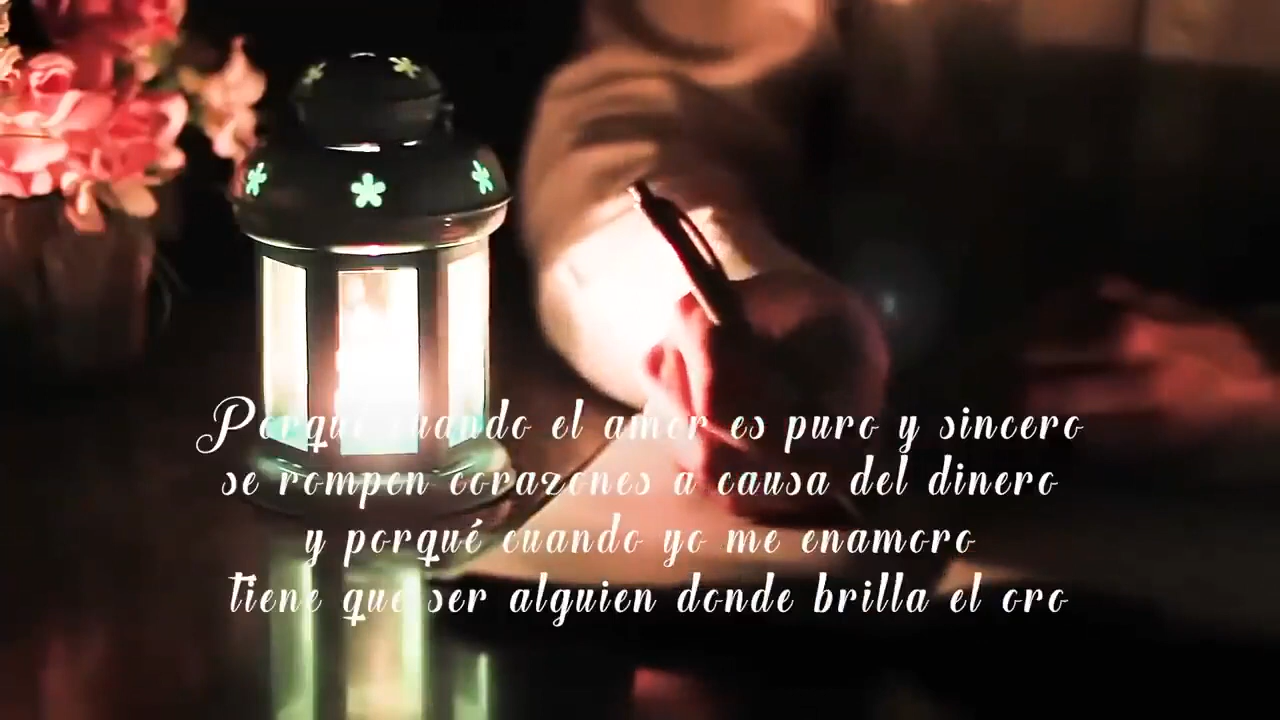 Porqué cuando el amor es puro y sincero
se rompen corazones a causa del dinero
y porqué cuando yo me enamoro
tiene que ser alguien donde brilla el oro